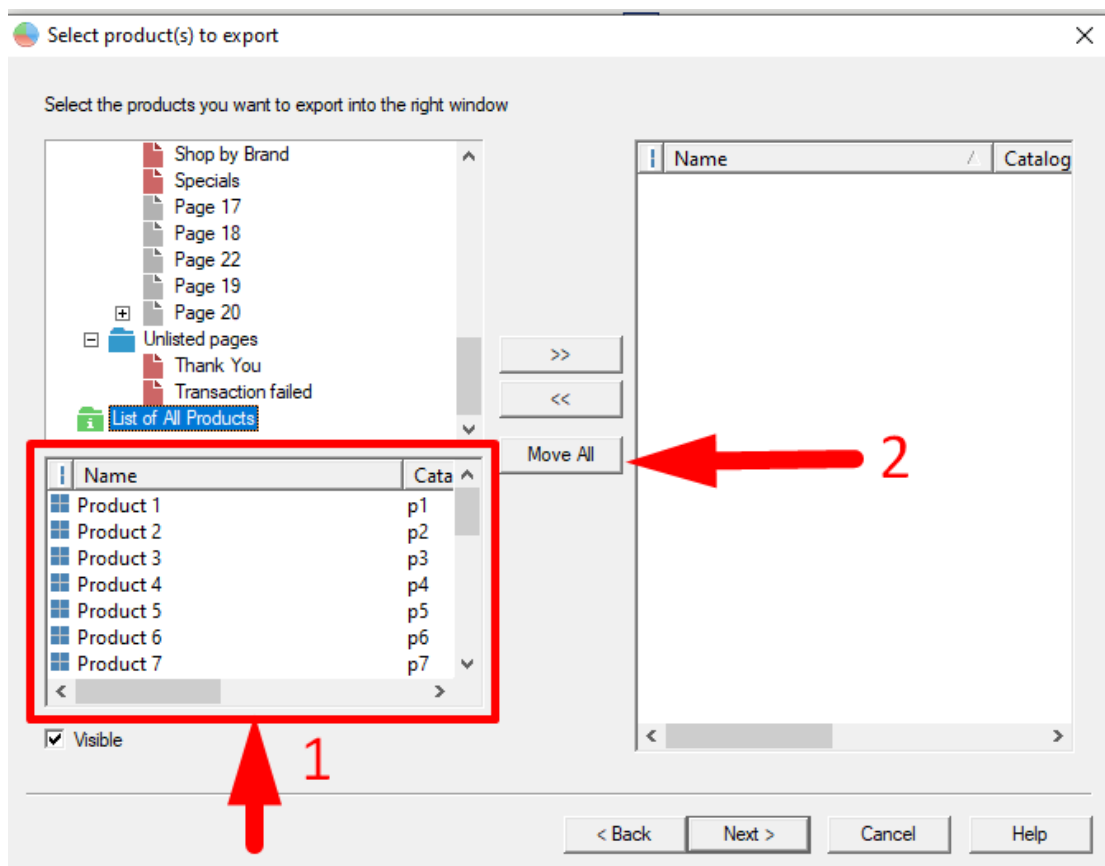 Select product(s) to export
Select the products you want to export into the right window
Shop by Brand
Specials
Page 17
Page 18
Page 22
Page 19
Page 20
Unlisted pages
Thank You
Transaction failed
List of All Products
>>
<<
Move All
2
Name Catalog
Name Cata
Product 1 p1
Product 2 p2
Product 3 p3
Product 4 p4
Product 5 p5
Product 6 p6
Product 7 p7
Visible
1
< Back Next > Cancel Help